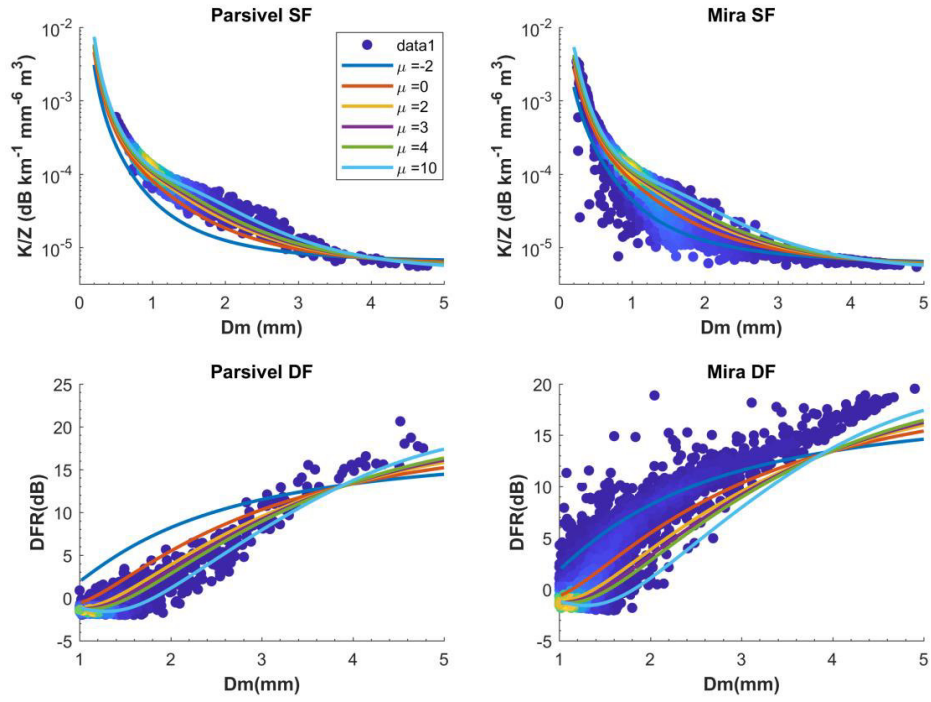 Parsivel SF
10^-2
10^-3
10^-4
10^-5
K/Z (dB km^-1 mm^-6 m^3)
0 1 2 3 4 5
Dm (mm)
data1
μ =-2
μ =0
μ =2
μ =3
μ =4
μ =10
Mira SF
10^-2
10^-3
10^-4
10^-5
K/Z (dB km^-1 mm^-6 m^3)
0 1 2 3 4 5
Dm (mm)
Parsivel DF
25
20
15
10
5
0
-5
DFR(dB)
1 2 3 4 5
Dm(mm)
Mira DF
20
15
10
5
0
-5
DFR(dB)
1 2 3 4 5
Dm(mm)